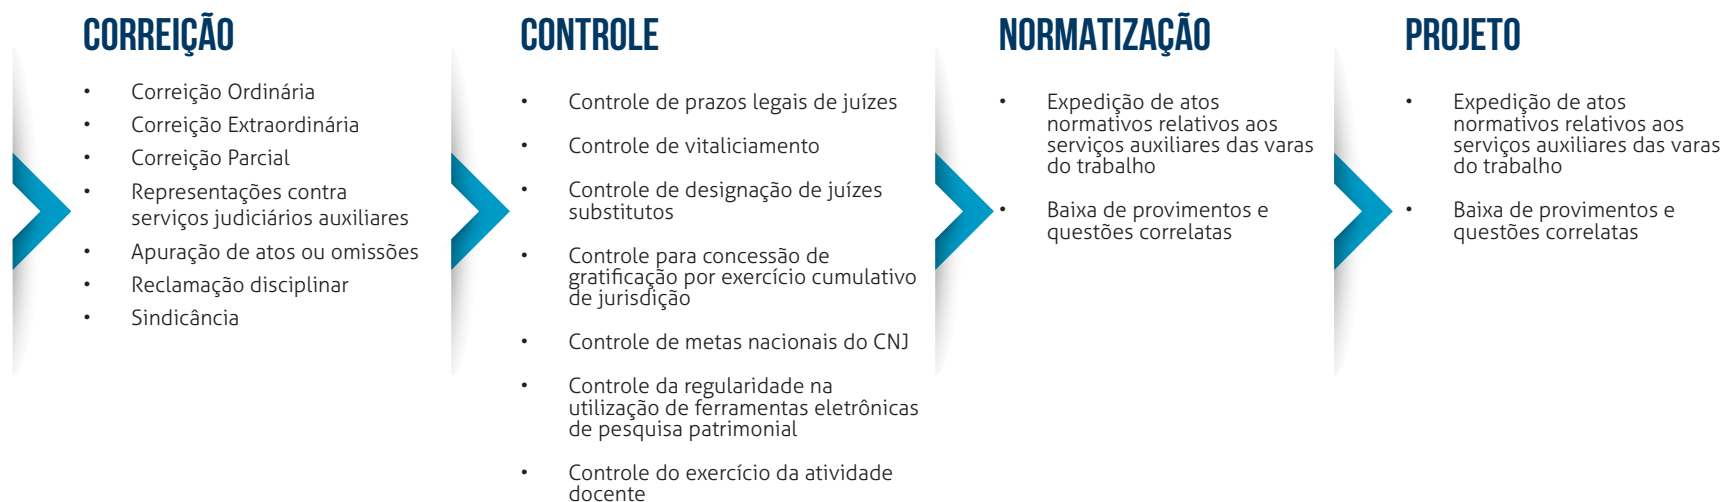 CORREIÇÃO
• Correição Ordinária
• Correição Extraordinária
• Correição Parcial
• Representações contra
serviços judiciários auxiliares
• Apuração de atos ou omissões
• Reclamação disciplinar
• Sindicância
CONTROLE
• Controle de prazos legais de juízes
• Controle de vitaliciamento
• Controle de designação de juízes
substitutos
• Controle para concessão de
gratificação por exercício cumulativo
de jurisdição
• Controle de metas nacionais do CNJ
• Controle da regularidade na
utilização de ferramentas eletrônicas
de pesquisa patrimonial
• Controle do exercício da atividade
docente
NORMATIZAÇÃO
• Expedição de atos
normativos relativos aos
serviços auxiliares das varas
do trabalho
• Baixa de provimentos e
questões correlatas
PROJETO
• Expedição de atos
normativos relativos aos
serviços auxiliares das varas
do trabalho
• Baixa de provimentos e
questões correlatas